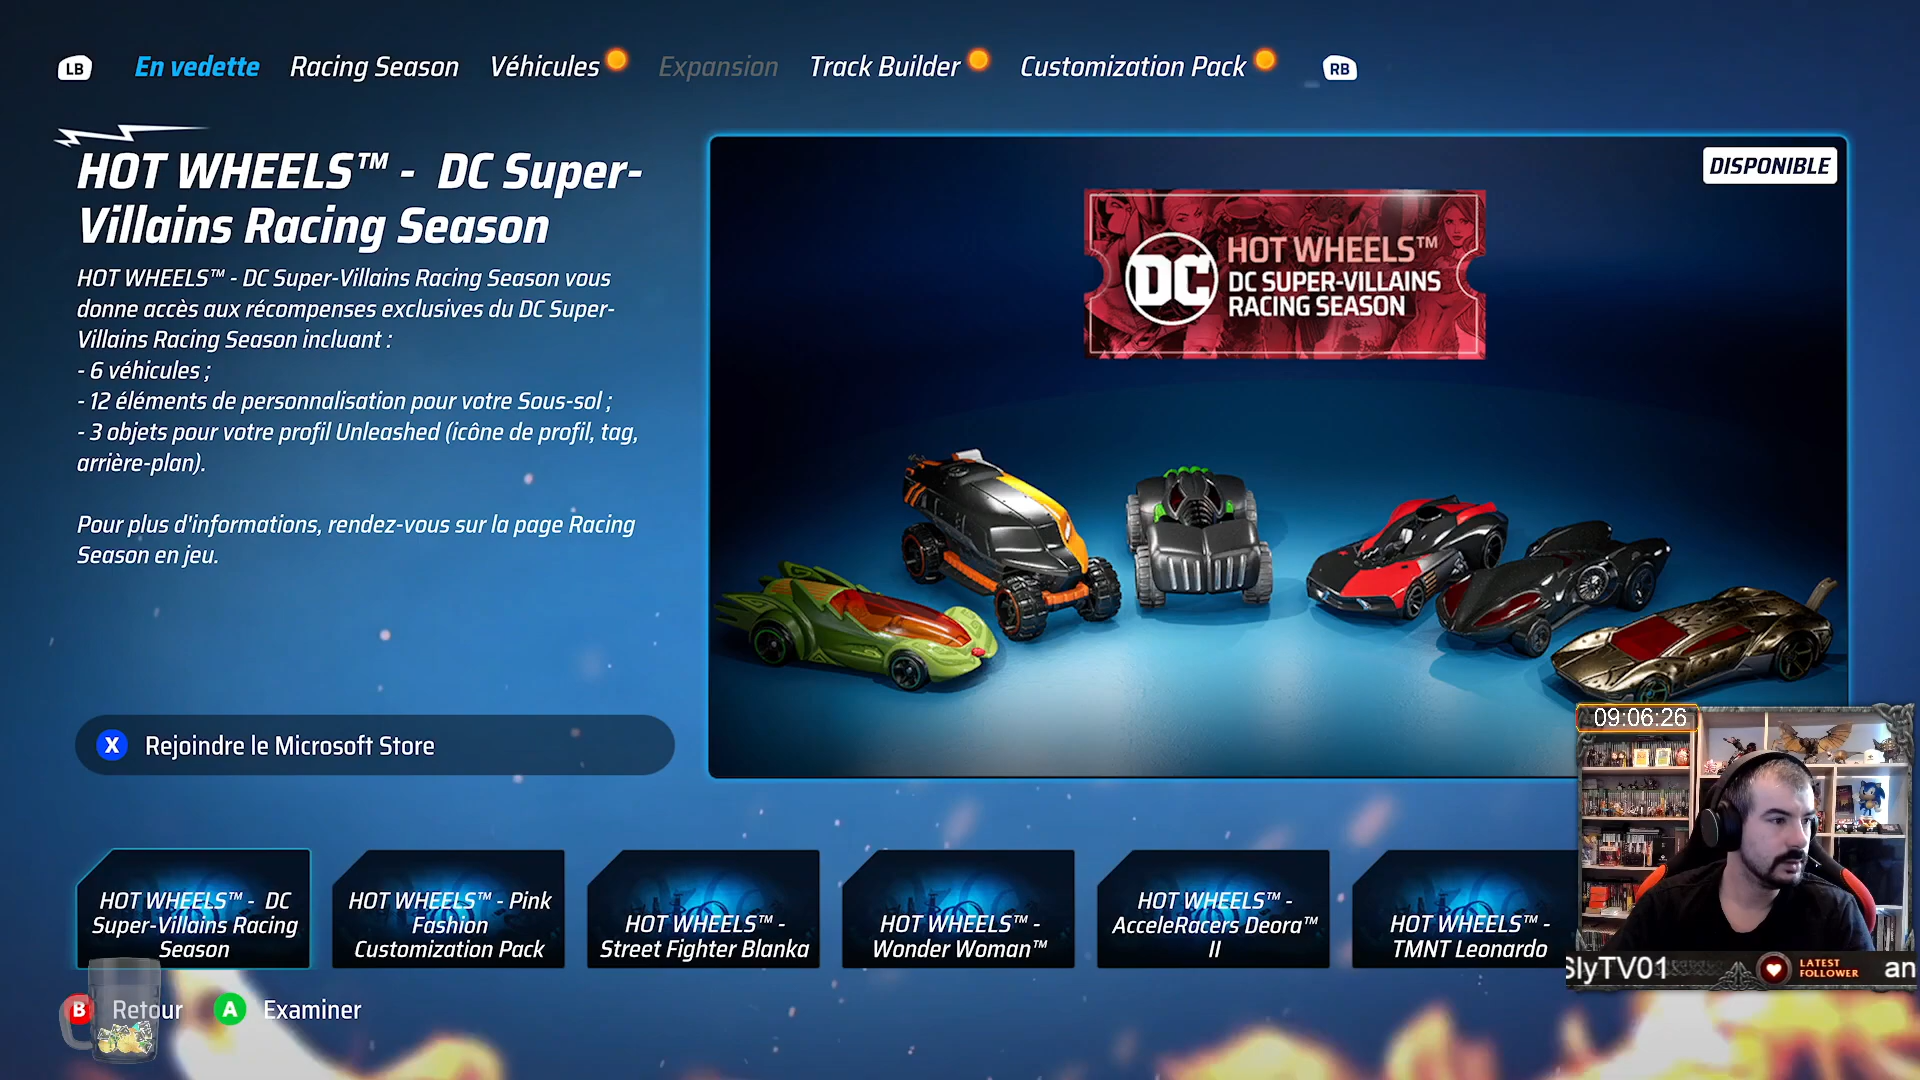 LB En vedette Racing Season Véhicules Expansion Track Builder Customization Pack RB
HOT WHEELS™ - DC Super-
Villains Racing Season
HOT WHEELS™ - DC Super-Villains Racing Season vous
donne accès aux récompenses exclusives du DC Super-
Villains Racing Season incluant :
- 6 véhicules ;
- 12 éléments de personnalisation pour votre Sous-sol ;
- 3 objets pour votre profil Unleashed (icône de profil, tag,
arrière-plan).
Pour plus d'informations, rendez-vous sur la page Racing
Season en jeu.
X Rejoindre le Microsoft Store
DISPONIBLE
DC
HOT WHEELS™
DC SUPER-VILLAINS
RACING SEASON
09:06:26
HOT WHEELS™ - DC
Super-Villains Racing
Season
HOT WHEELS™ - Pink
Fashion
Customization Pack
HOT WHEELS™ -
Street Fighter Blanka
HOT WHEELS™ -
Wonder Woman™
HOT WHEELS™ -
AcceleRacers Deora™
II
HOT WHEELS™ -
TMNT Leonardo
SlyTV01
LATEST
FOLLOWER
an
B Retour A Examiner